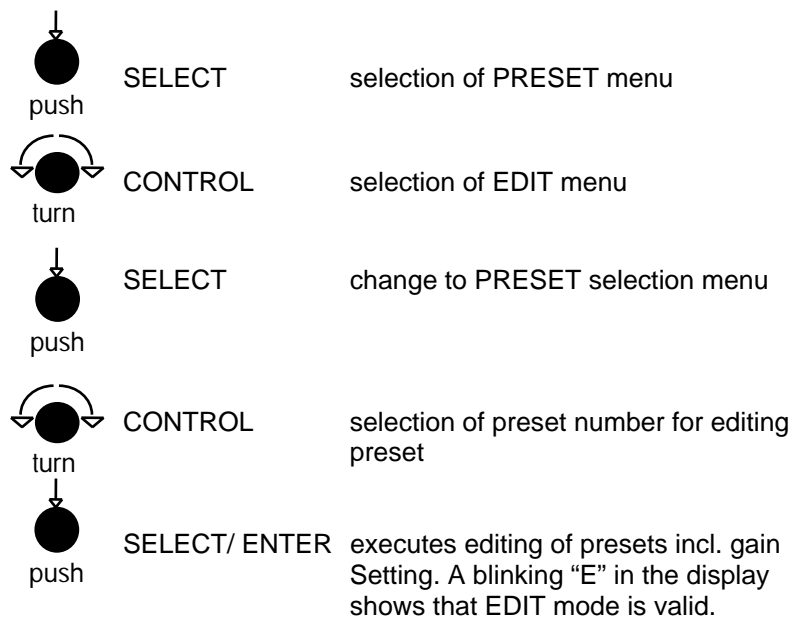 SELECT selection of PRESET menu
push
CONTROL selection of EDIT menu
turn
SELECT change to PRESET selection menu
push
CONTROL selection of preset number for editing
preset
turn
SELECT/ ENTER executes editing of presets incl. gain
push
Setting. A blinking “E” in the display
shows that EDIT mode is valid.